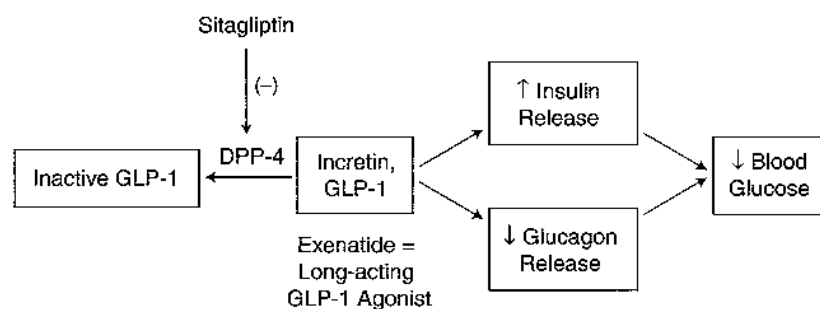 Sitagliptin
(–)
DPP-4
Inactive GLP-1
Incretin,
GLP-1
Exenatide =
Long-acting
GLP-1 Agonist
↑ Insulin
Release
↓ Glucagon
Release
↓ Blood
Glucose